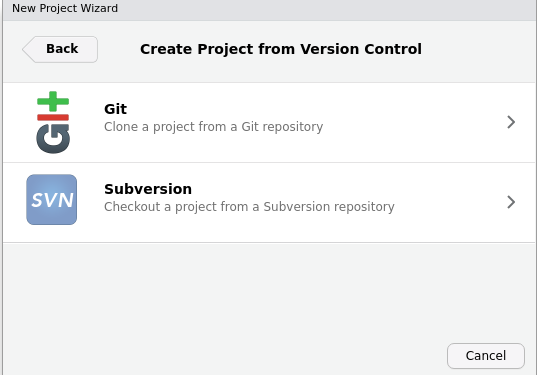 New Project Wizard
Back
Create Project from Version Control
Git
Clone a project from a Git repository
SVN
Subversion
Checkout a project from a Subversion repository
Cancel